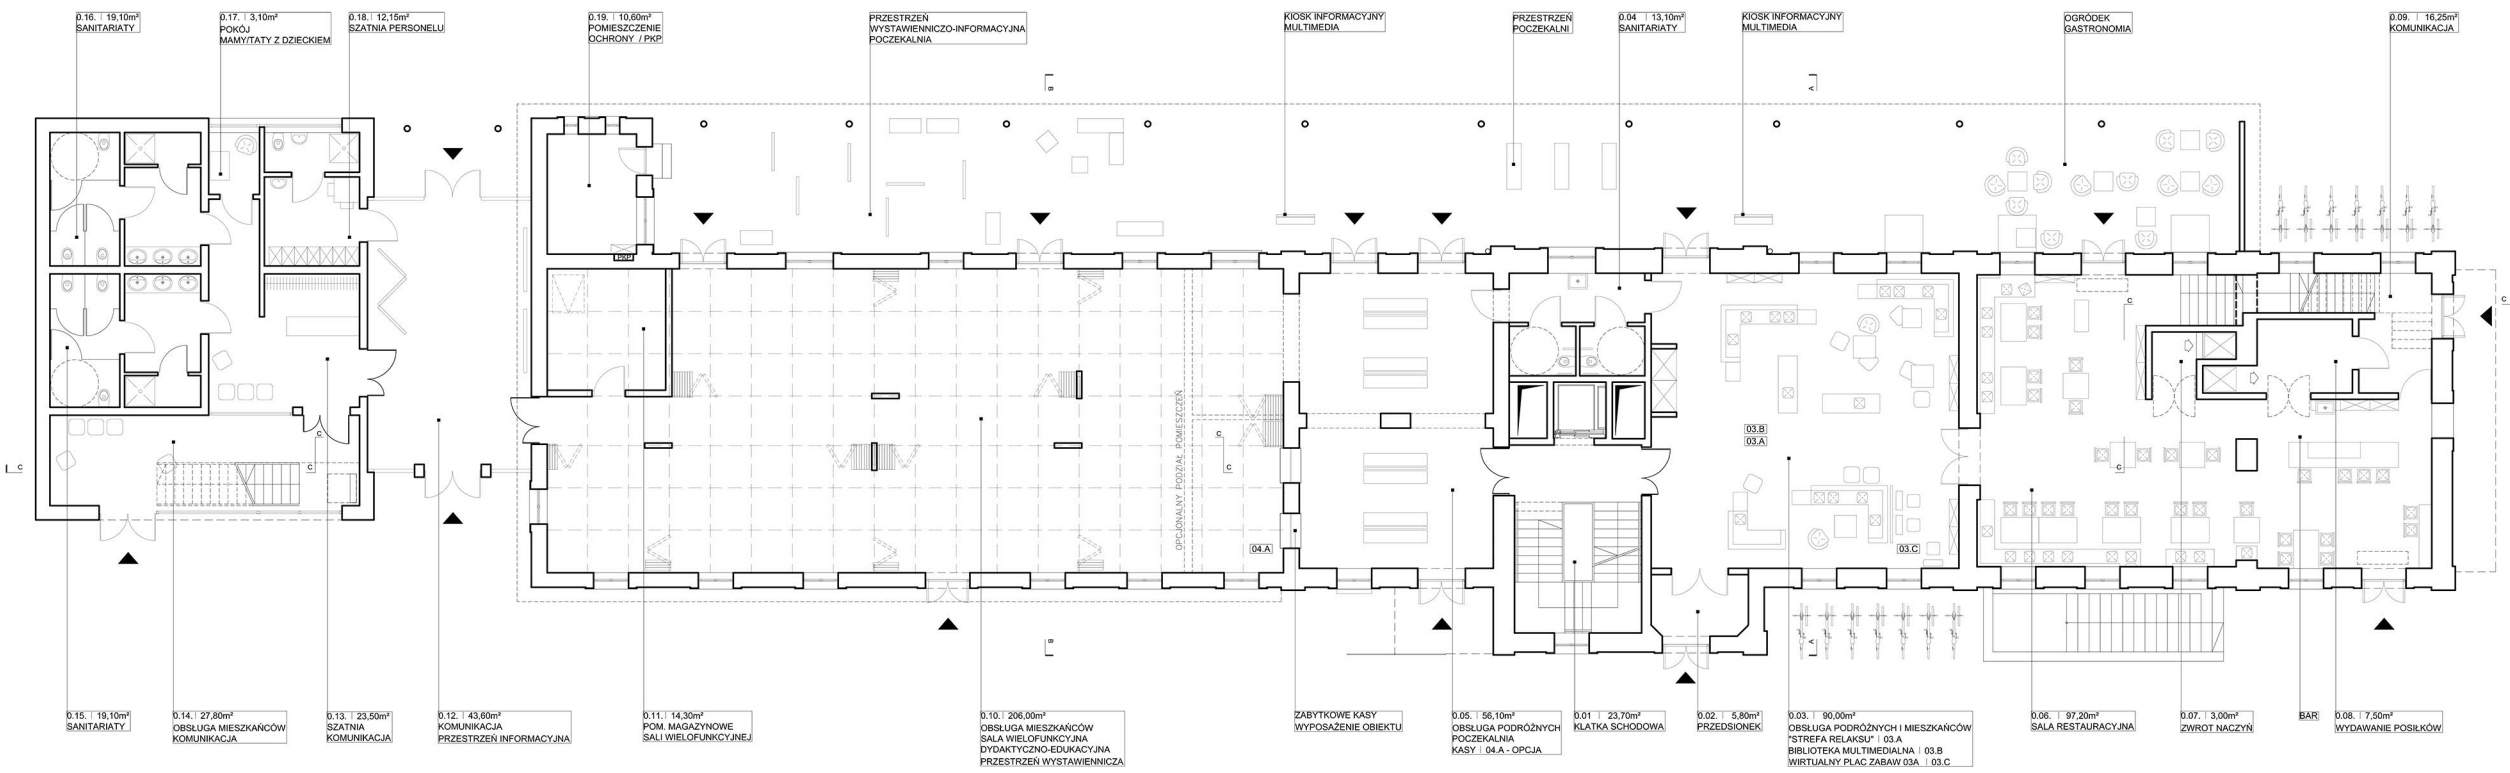 0.16. | 19,10m²
SANITARIATY
0.17. | 3,10m²
POKÓJ
MAMY/TATY Z DZIECKIEM
0.18. | 12,15m²
SZATNIA PERSONELU
0.19. | 10,60m²
POMIESZCZENIE
OCHRONY / PKP
PRZESTRZEŃ
WYSTAWIENNICZO-INFORMACYJNA
POCZEKALNIA
KIOSK INFORMACYJNY
MULTIMEDIA
PRZESTRZEŃ
POCZEKALNI
0.04 | 13,10m²
SANITARIATY
KIOSK INFORMACYJNY
MULTIMEDIA
OGRÓDEK
GASTRONOMIA
0.09. | 16,25m²
KOMUNIKACJA
B
A
PKP
C
C
C
C
C
C
C
C
OPCJONALNY PODZIAŁ POMIESZCZEŃ
03.B
03.A
04.A
03.C
B
A
0.15. | 19,10m²
SANITARIATY
0.14. | 27,80m²
OBSŁUGA MIESZKAŃCÓW
KOMUNIKACJA
0.13. | 23,50m²
SZATNIA
KOMUNIKACJA
0.12. | 43,60m²
KOMUNIKACJA
PRZESTRZEŃ INFORMACYJNA
0.11. | 14,30m²
POM. MAGAZYNOWE
SALI WIELOFUNKCYJNEJ
0.10. | 206,00m²
OBSŁUGA MIESZKAŃCÓW
SALA WIELOFUNKCYJNA
DYDAKTYCZNO-EDUKACYJNA
PRZESTRZEŃ WYSTAWIENNICZA
ZABYTKOWE KASY
WYPOSAŻENIE OBIEKTU
0.05. | 56,10m²
OBSŁUGA PODRÓŻNYCH
POCZEKALNIA
KASY | 04.A - OPCJA
0.01 | 23,70m²
KLATKA SCHODOWA
0.02. | 5,80m²
PRZEDSIONEK
0.03. | 90,00m²
OBSŁUGA PODRÓŻNYCH I MIESZKAŃCÓW
"STREFA RELAKSU" | 03.A
BIBLIOTEKA MULTIMEDIALNA | 03.B
WIRTUALNY PLAC ZABAW 03A | 03.C
0.06. | 97,20m²
SALA RESTAURACYJNA
0.07. | 3,00m²
ZWROT NACZYŃ
BAR
0.08. | 7,50m²
WYDAWANIE POSIŁKÓW